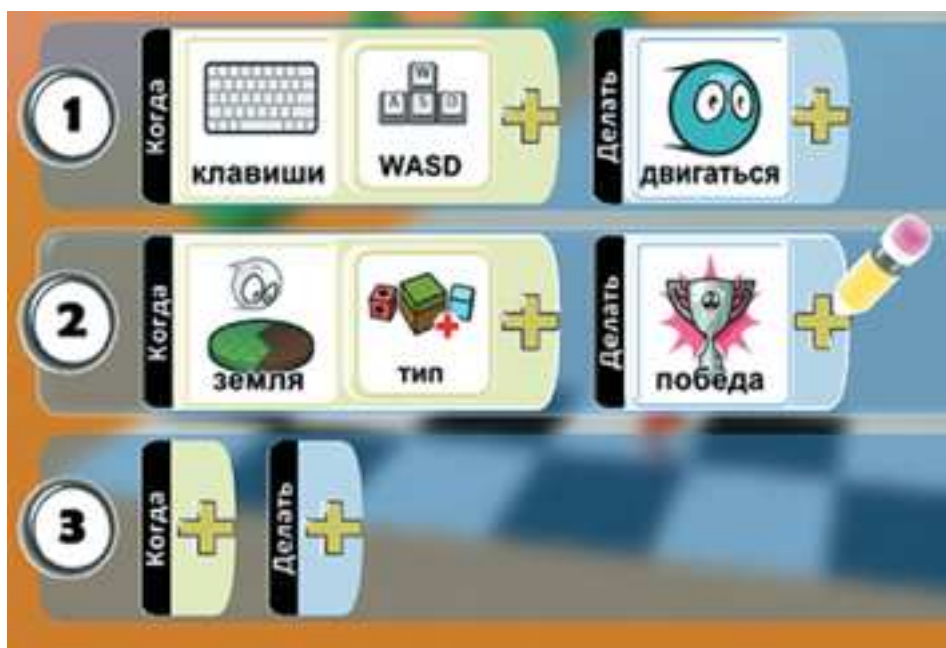 1
Когда
клавиши
W
A S D
WASD
Делать
двигаться
2
Когда
земля
тип
Делать
победа
3
Когда
Делать